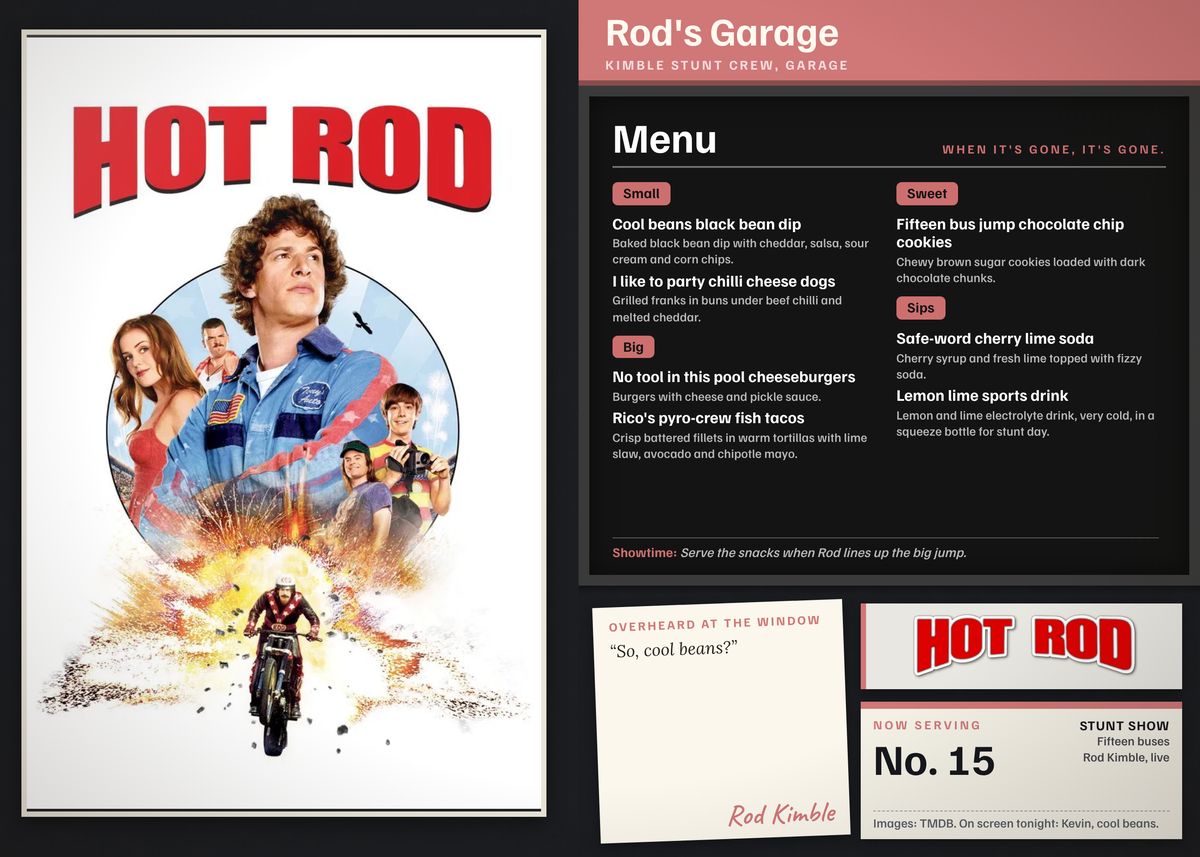 HOT ROD
Tony's
Auto
Rod's Garage
KIMBLE STUNT CREW, GARAGE
Menu
WHEN IT'S GONE, IT'S GONE.
Small
Cool beans black bean dip
Baked black bean dip with cheddar, salsa, sour
cream and corn chips.
I like to party chilli cheese dogs
Grilled franks in buns under beef chilli and
melted cheddar.
Big
No tool in this pool cheeseburgers
Burgers with cheese and pickle sauce.
Rico's pyro-crew fish tacos
Crisp battered fillets in warm tortillas with lime
slaw, avocado and chipotle mayo.
Sweet
Fifteen bus jump chocolate chip
cookies
Chewy brown sugar cookies loaded with dark
chocolate chunks.
Sips
Safe-word cherry lime soda
Cherry syrup and fresh lime topped with fizzy
soda.
Lemon lime sports drink
Lemon and lime electrolyte drink, very cold, in a
squeeze bottle for stunt day.
Showtime: Serve the snacks when Rod lines up the big jump.
OVERHEARD AT THE WINDOW
“So, cool beans?”
Rod Kimble
HOT ROD
NOW SERVING
No. 15
STUNT SHOW
Fifteen buses
Rod Kimble, live
Images: TMDB. On screen tonight: Kevin, cool beans.